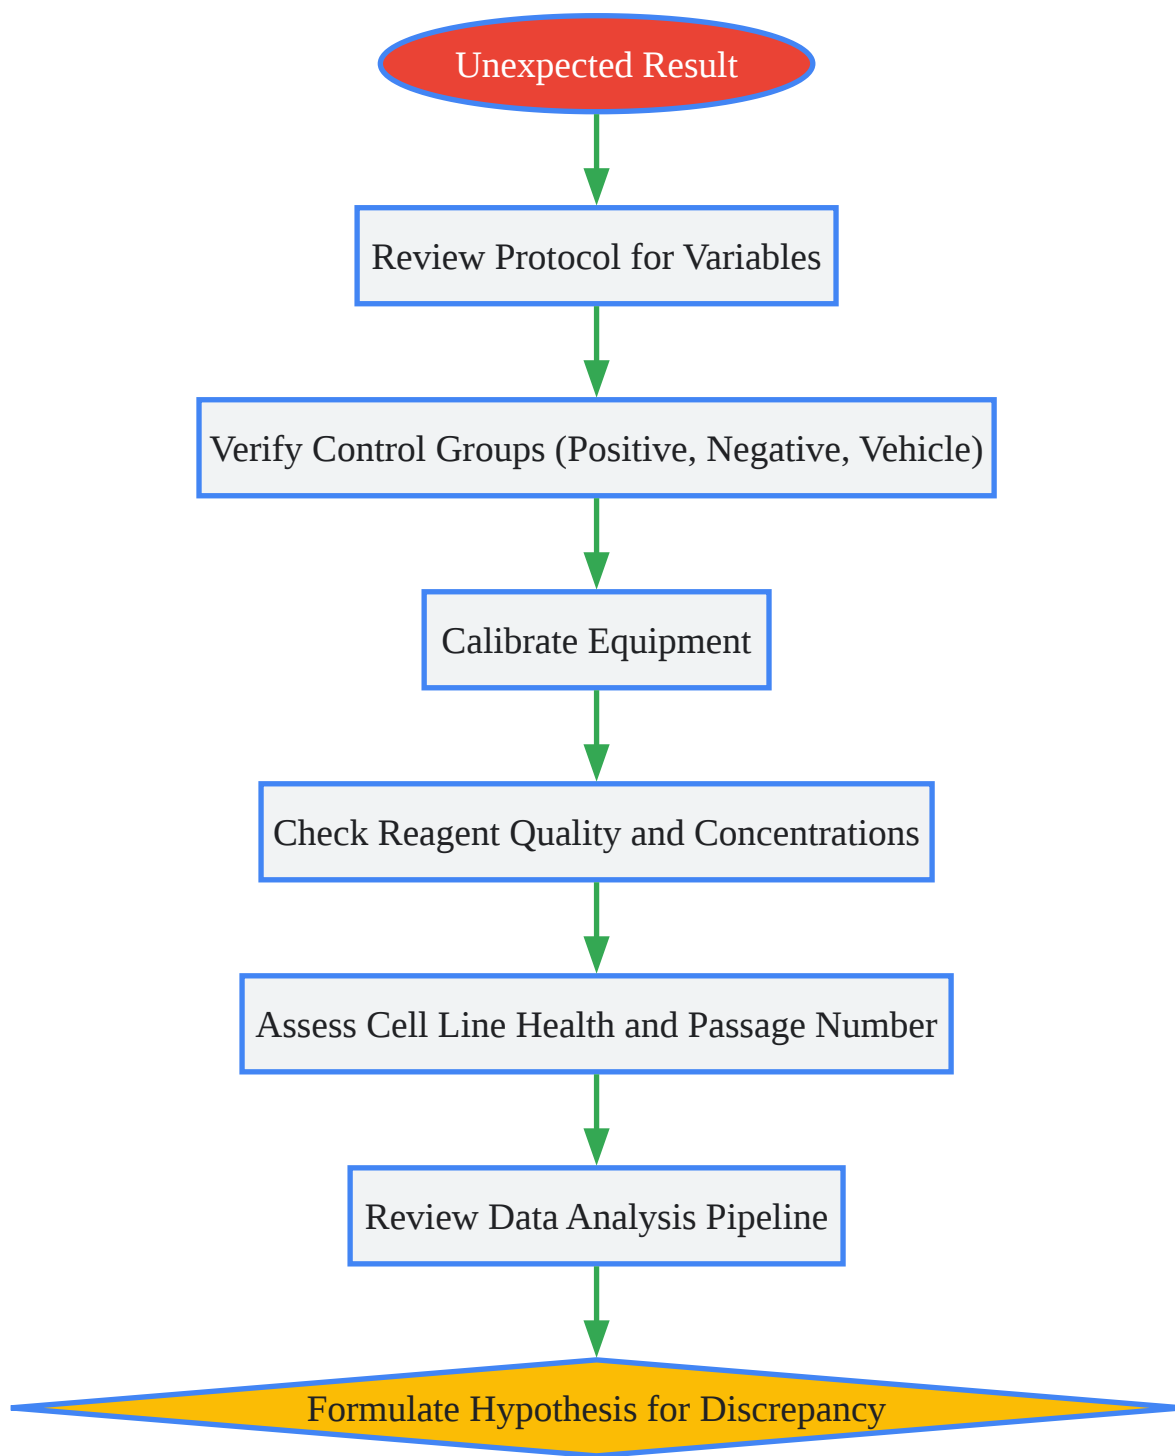 Unexpected Result
Review Protocol for Variables
Verify Control Groups (Positive, Negative, Vehicle)
Calibrate Equipment
Check Reagent Quality and Concentrations
Assess Cell Line Health and Passage Number
Review Data Analysis Pipeline
Formulate Hypothesis for Discrepancy